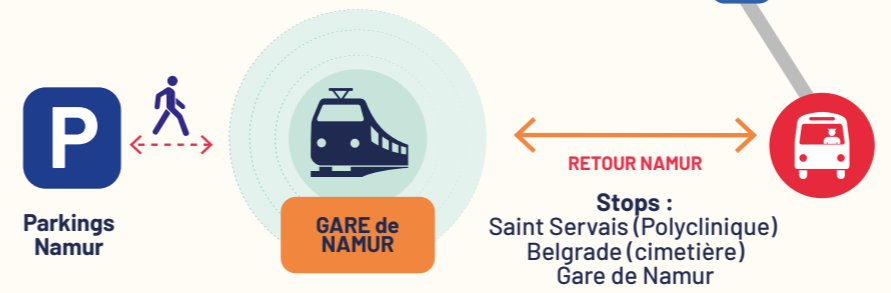 P
Parkings
Namur
GARE de
NAMUR
RETOUR NAMUR
Stops :
Saint Servais (Polyclinique)
Belgrade (cimetière)
Gare de Namur